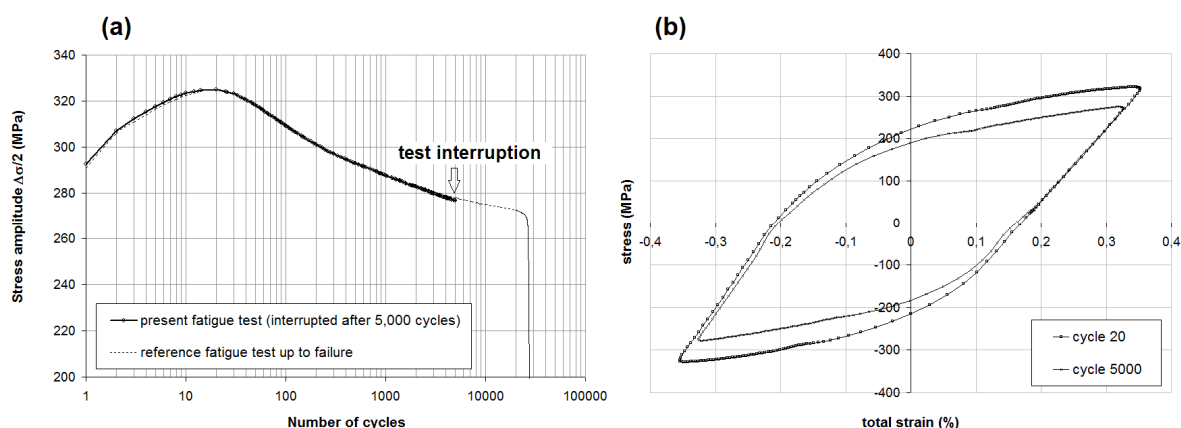 (a)
340
320
300
280
260
240
220
200
1
10
100
1000
10000
100000
Stress amplitude Δσ/2 (MPa)
Number of cycles
test interruption
present fatigue test (interrupted after 5,000 cycles)
reference fatigue test up to failure
(b)
400
300
200
100
0
-100
-200
-300
-400
-0,4
-0,3
-0,2
-0,1
0
0,1
0,2
0,3
0,4
stress (MPa)
total strain (%)
cycle 20
cycle 5000